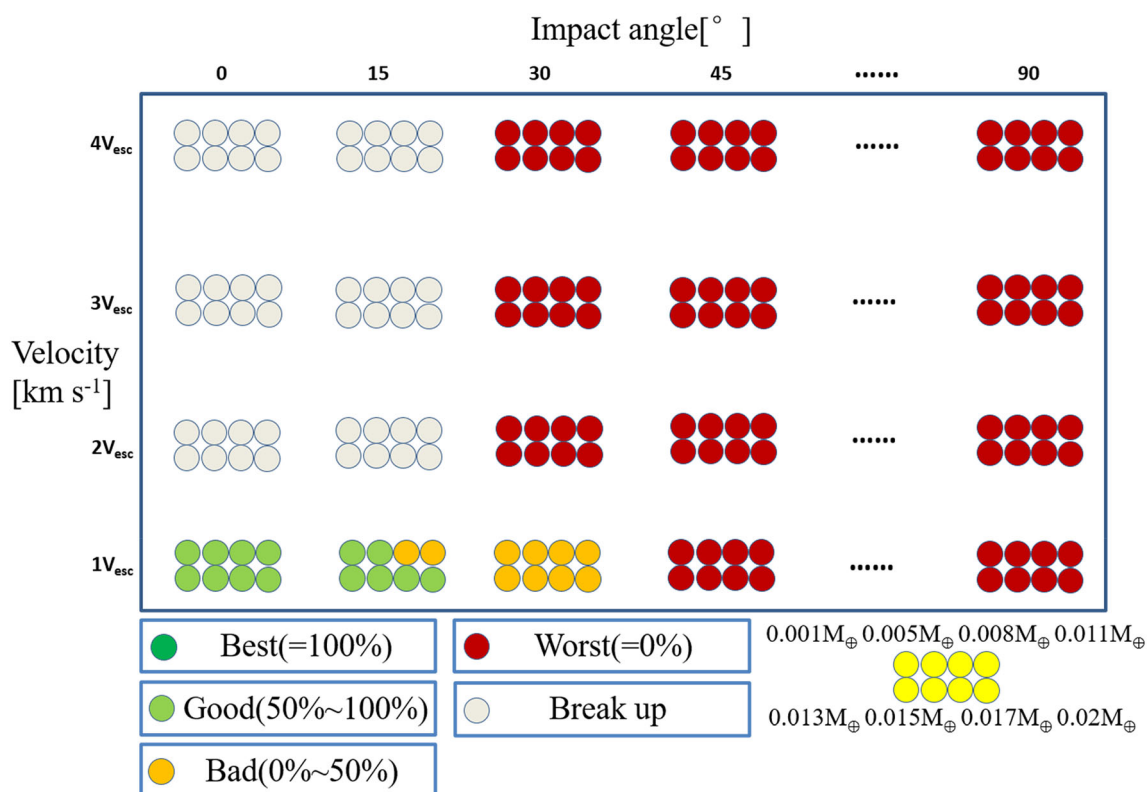 Impact angle[° ]
0 15 30 45 ...... 90
4Vesc ......
3Vesc ......
Velocity
[km s-1]
2Vesc ......
1Vesc ......
Best(=100%) Worst(=0%)
Good(50%~100%) Break up
Bad(0%~50%)
0.001M⊕ 0.005M⊕ 0.008M⊕ 0.011M⊕
0.013M⊕ 0.015M⊕ 0.017M⊕ 0.02M⊕